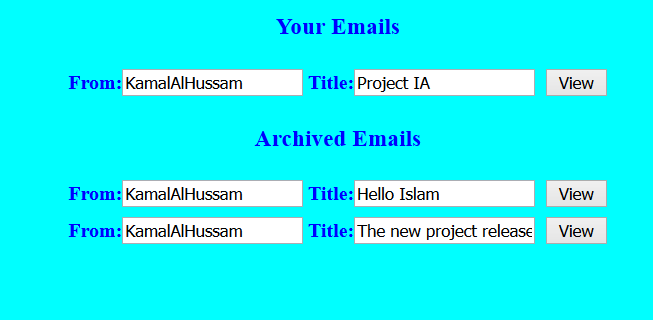 Your Emails
From: KamalAlHussam Title: Project IA View
Archived Emails
From: KamalAlHussam Title: Hello Islam View
From: KamalAlHussam Title: The new project release View